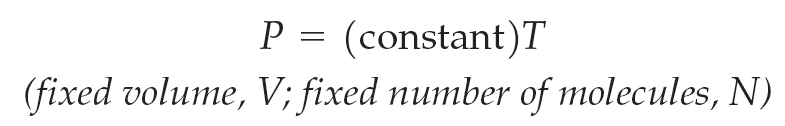 P = (constant)T
(fixed volume, V; fixed number of molecules, N)